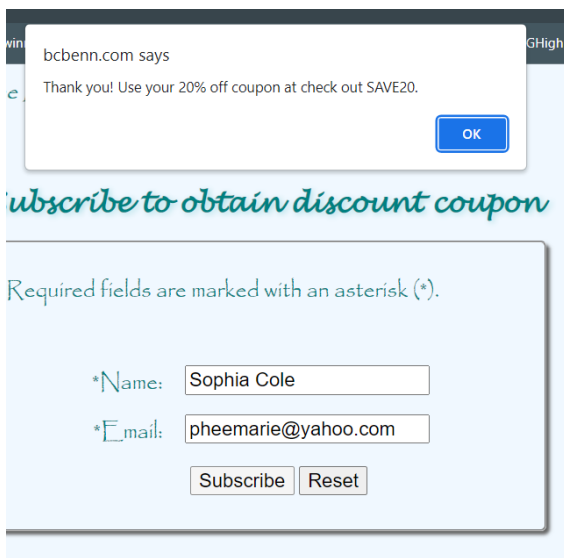 bcbenn.com says
Thank you! Use your 20% off coupon at check out SAVE20.
OK
ubscribe to obtain discount coupon
Required fields are marked with an asterisk (*).
*Name: Sophia Cole
*Email: pheemarie@yahoo.com
Subscribe Reset